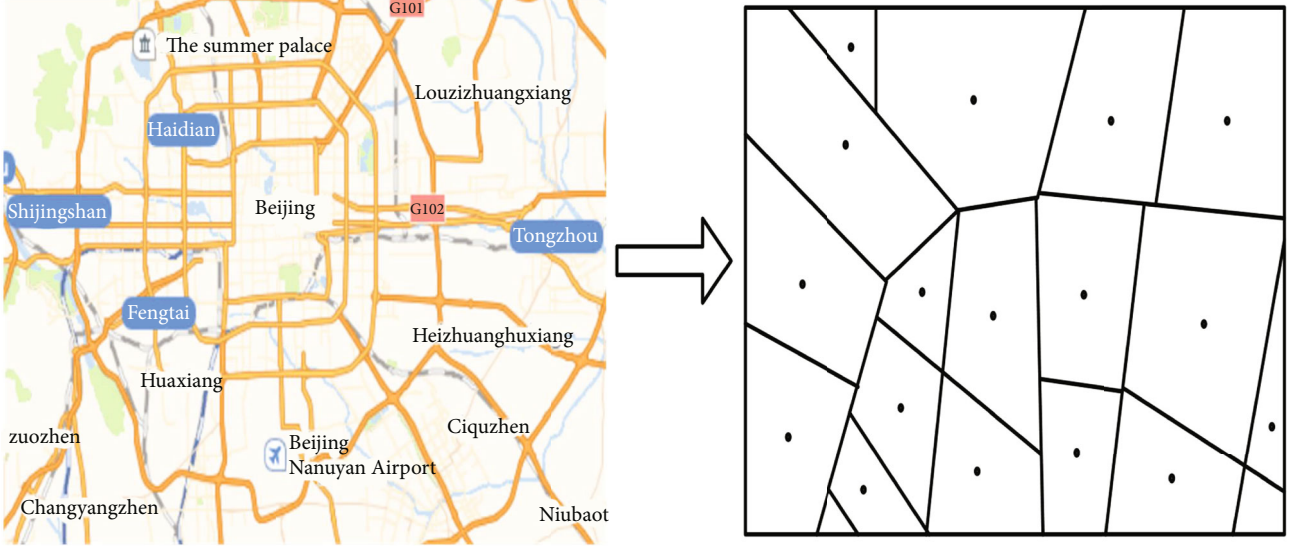 G101
The summer palace
Louzizhuangxiang
Haidian
Shijingshan
Beijing
G102
Tongzhou
Fengtai
Heizhuanghuxiang
Huaxiang
Ciquzhen
zuozhen
Beijing
Nanuyan Airport
Changyangzhen
Niubaot